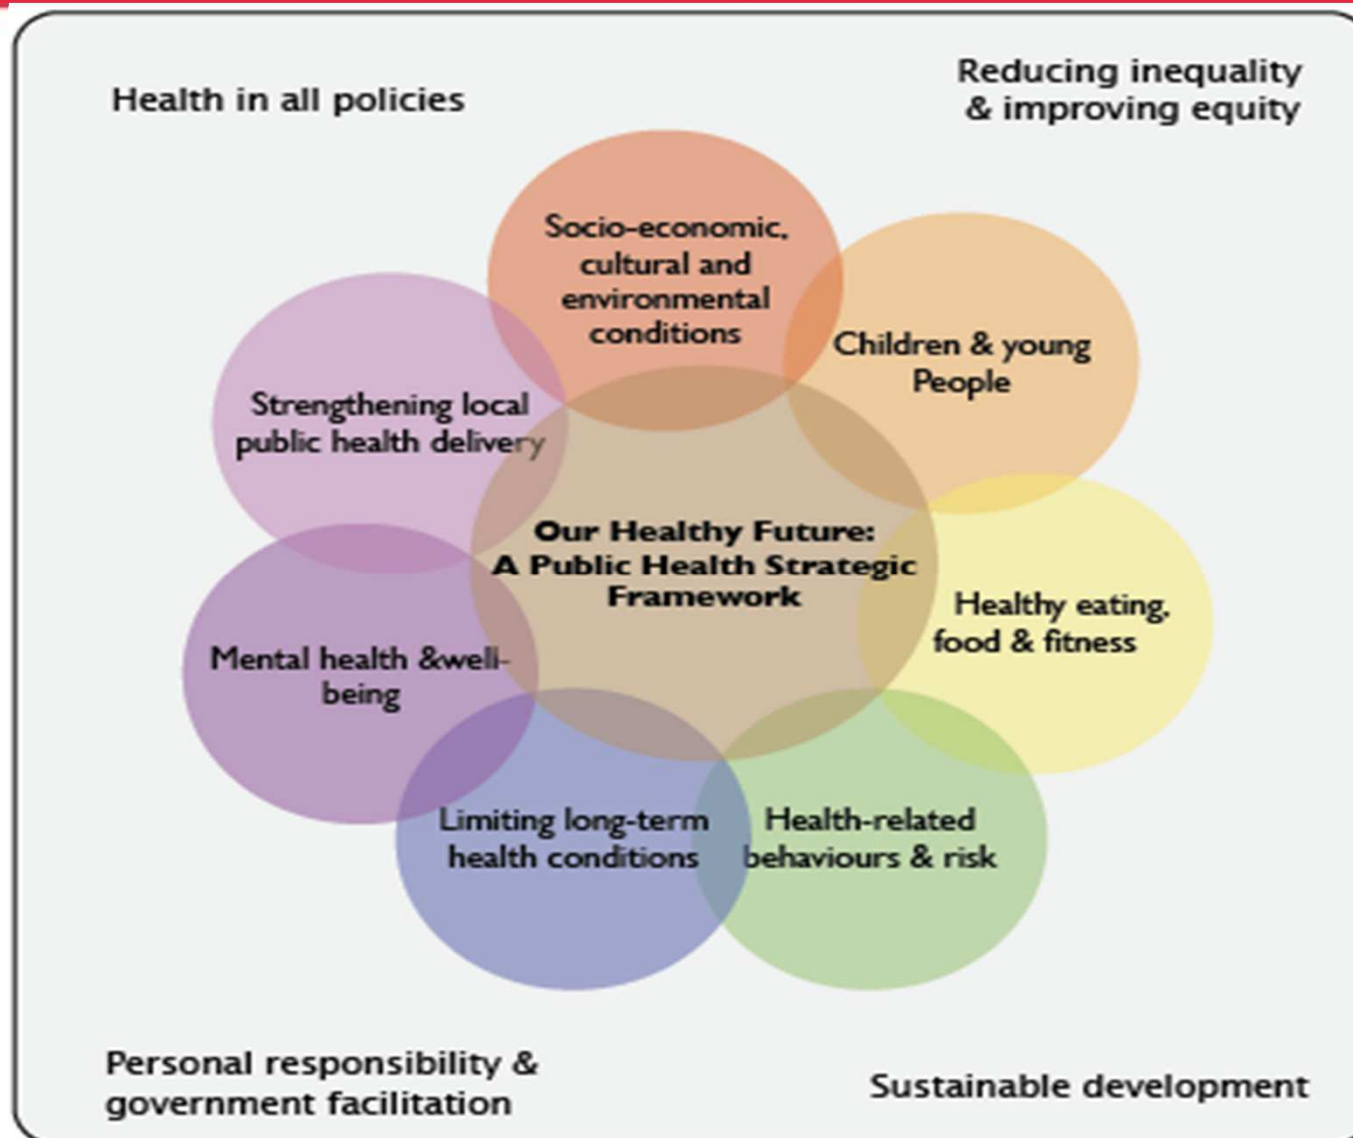 Health in all policies
Reducing inequality
& improving equity
Socio-economic,
cultural and
environmental
conditions
Children & young
People
Strengthening local
public health delivery
Our Healthy Future:
A Public Health Strategic
Framework
Healthy eating,
food & fitness
Mental health &well-
being
Limiting long-term
health conditions
Health-related
behaviours & risk
Personal responsibility &
government facilitation
Sustainable development